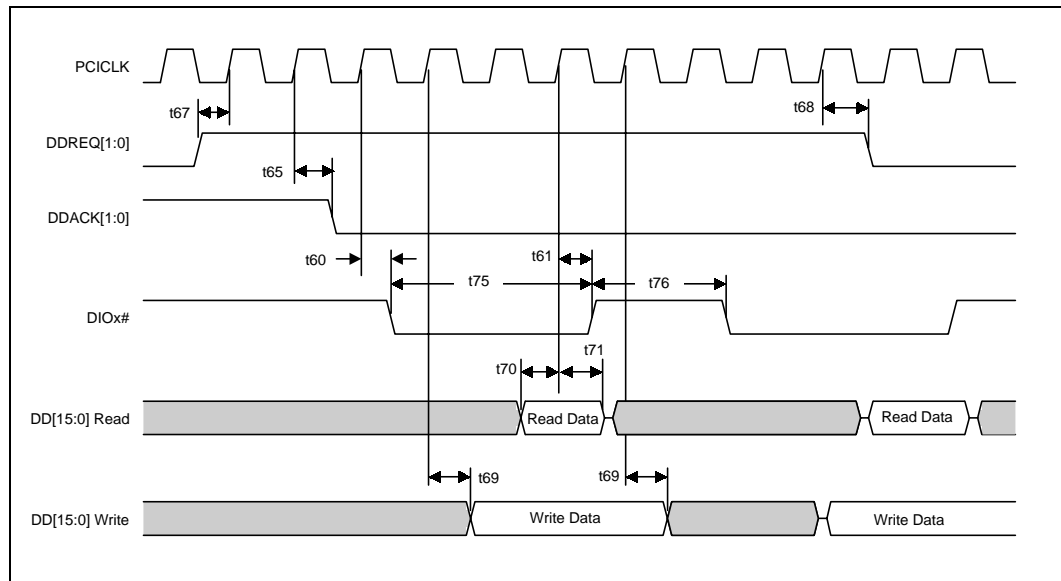 PCICLK
t67
t68
DDREQ[1:0]
t65
DDACK[1:0]
t60
t61
t75
t76
DIOx#
t70
t71
DD[15:0] Read
Read Data
Read Data
t69
t69
DD[15:0] Write
Write Data
Write Data